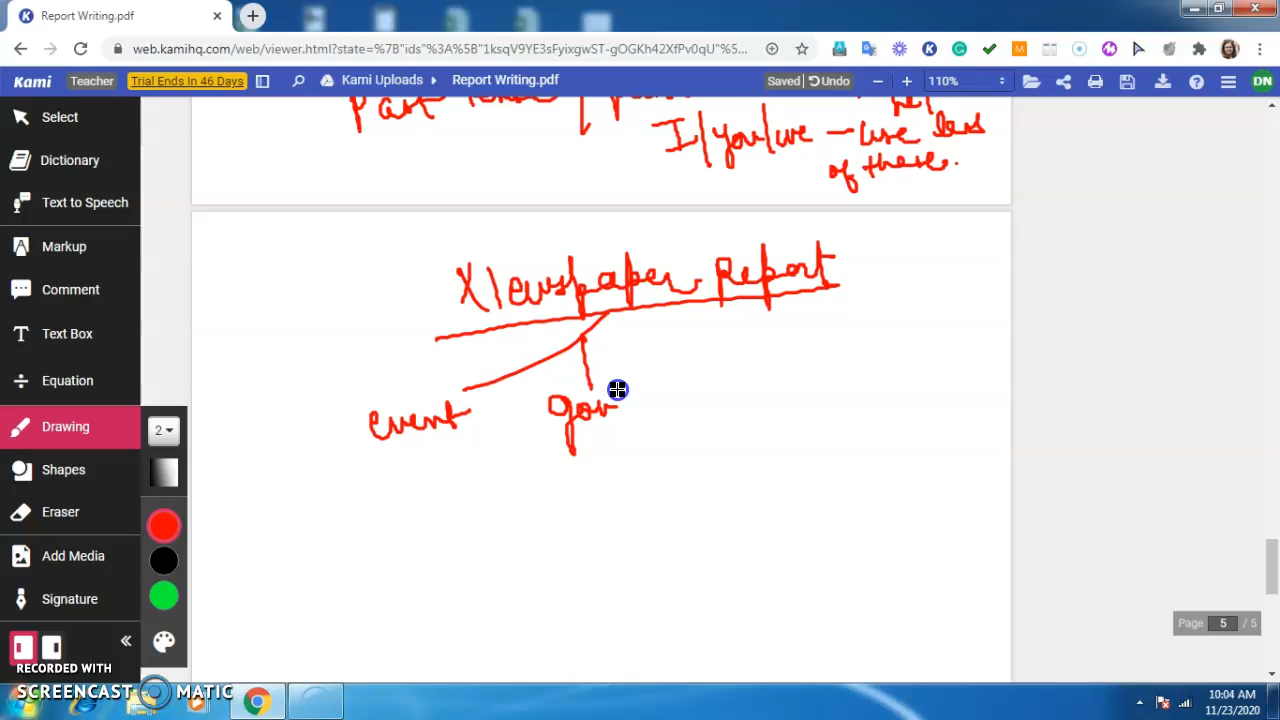 Report Writing.pdf
web.kamihq.com/web/viewer.html?state=%7B"ids"%3A%5B"1ksqV9YE3sFyixgwST-gOGKh42XfPv0qU"%...
Kami Teacher Trial Ends In 46 Days Kami Uploads Report Writing.pdf Saved Undo 110% DN
Select
Dictionary
Text to Speech
Markup
Comment
Text Box
Equation
Drawing
2
Shapes
Eraser
Add Media
Signature
Past Tense
I/you/we – use less
of these.
Newspaper Report
event gov
Page 5 / 5
RECORDED WITH
SCREENCAST MATIC
10:04 AM
11/23/2020